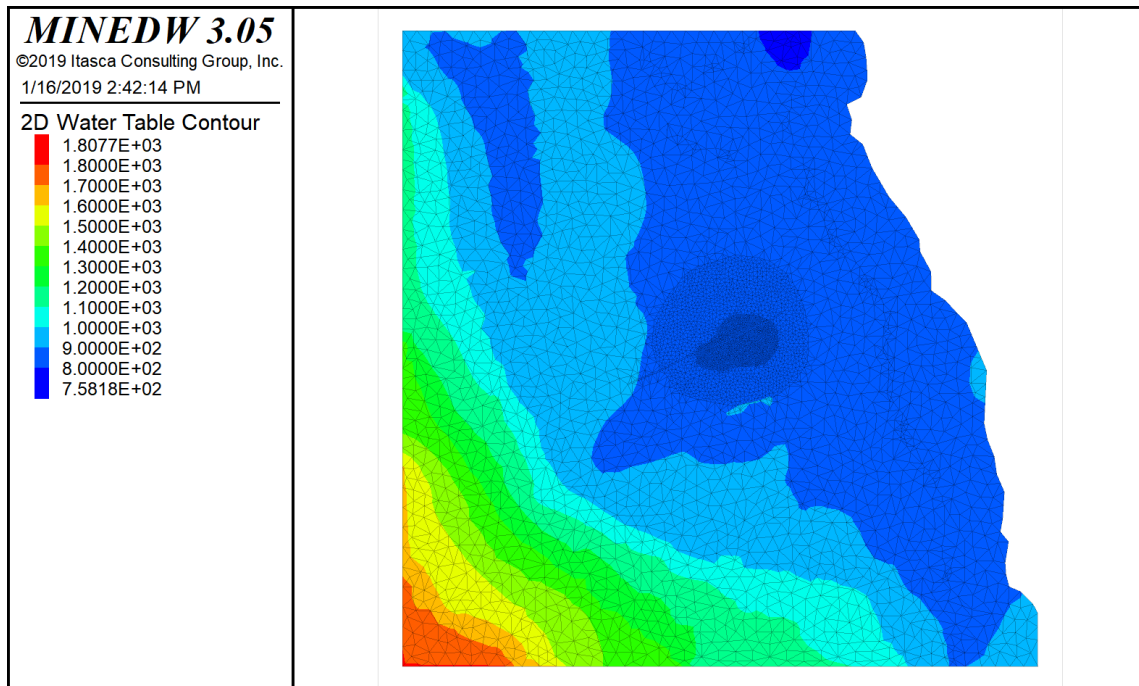 MINEDW 3.05
©2019 Itasca Consulting Group, Inc.
1/16/2019 2:42:14 PM
2D Water Table Contour
1.8077E+03
1.8000E+03
1.7000E+03
1.6000E+03
1.5000E+03
1.4000E+03
1.3000E+03
1.2000E+03
1.1000E+03
1.0000E+03
9.0000E+02
8.0000E+02
7.5818E+02